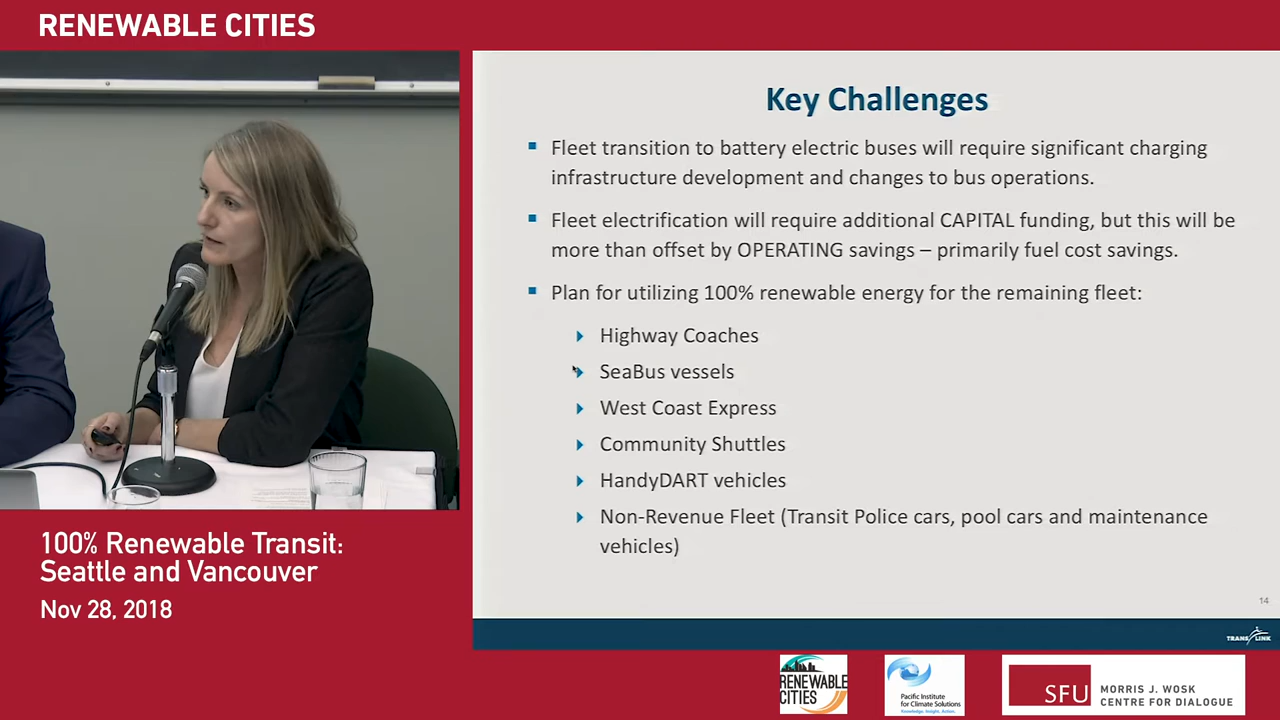 RENEWABLE CITIES
Key Challenges
Fleet transition to battery electric buses will require significant charging
infrastructure development and changes to bus operations.
Fleet electrification will require additional CAPITAL funding, but this will be
more than offset by OPERATING savings – primarily fuel cost savings.
Plan for utilizing 100% renewable energy for the remaining fleet:
Highway Coaches
SeaBus vessels
West Coast Express
Community Shuttles
HandyDART vehicles
Non-Revenue Fleet (Transit Police cars, pool cars and maintenance
vehicles)
14
TRANSLINK
100% Renewable Transit:
Seattle and Vancouver
Nov 28, 2018
RENEWABLE
CITIES
Pacific Institute
for Climate Solutions
Knowledge. Insight. Action.
SFU
MORRIS J. WOSK
CENTRE FOR DIALOGUE